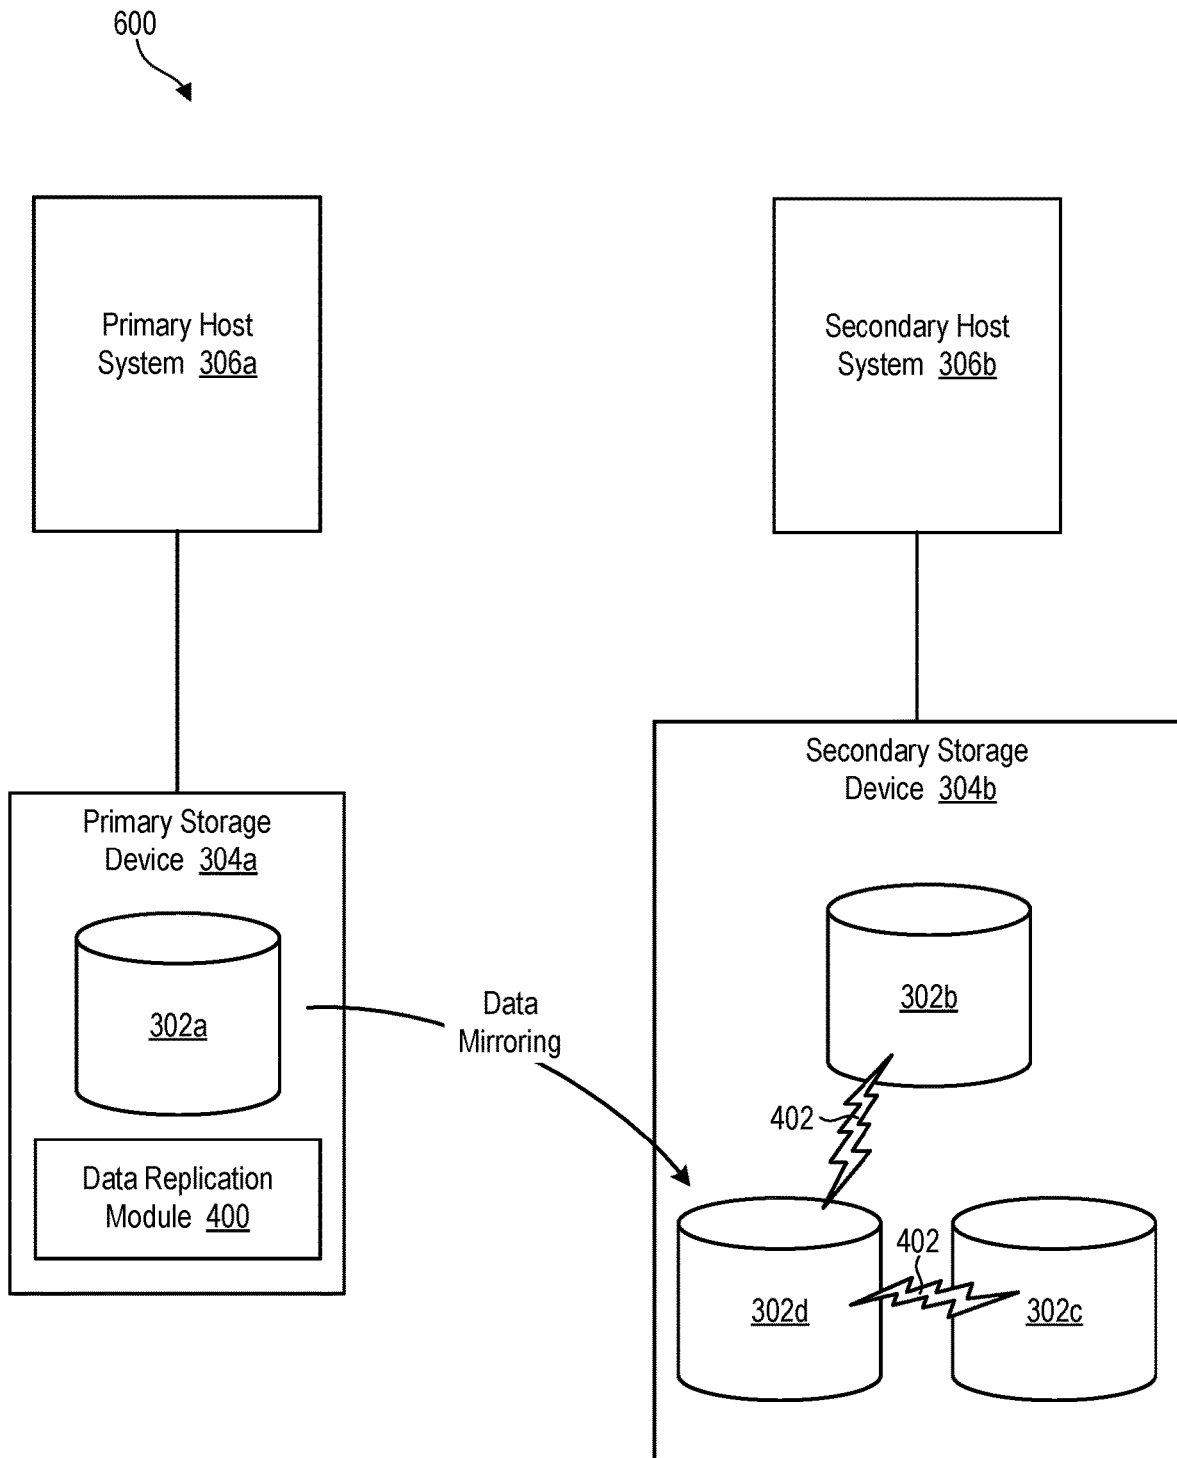 600
Primary Host
System 306a
Secondary Host
System 306b
Primary Storage
Device 304a
302a
Data Replication
Module 400
Data
Mirroring
Secondary Storage
Device 304b
302b
402
302d
402
302c